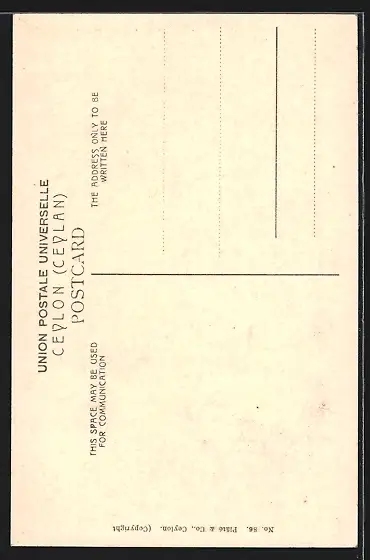 UNION POSTALE UNIVERSELLE
CEYLON (CEYLAN)
POSTCARD
THIS SPACE MAY BE USED
FOR COMMUNICATION
THE ADDRESS ONLY TO BE
WRITTEN HERE
No. 86. Plâté & Co., Ceylon. (Copyright